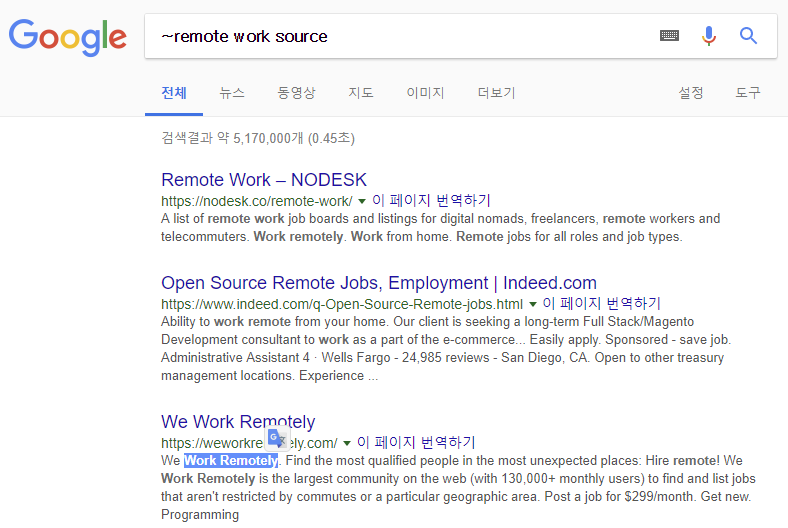 Google
~remote work source
전체 뉴스 동영상 지도 이미지 더보기 설정 도구
검색결과 약 5,170,000개 (0.45초)
Remote Work – NODESK
https://nodesk.co/remote-work/ ▼ 이 페이지 번역하기
A list of remote work job boards and listings for digital nomads, freelancers, remote workers and
telecommuters. Work remotely. Work from home. Remote jobs for all roles and job types.
Open Source Remote Jobs, Employment | Indeed.com
https://www.indeed.com/q-Open-Source-Remote-jobs.html ▼ 이 페이지 번역하기
Ability to work remote from your home. Our client is seeking a long-term Full Stack/Magento
Development consultant to work as a part of the e-commerce... Easily apply. Sponsored - save job.
Administrative Assistant 4 · Wells Fargo - 24,985 reviews - San Diego, CA. Open to other treasury
management locations. Experience ...
We Work Remotely
https://weworkre ely.com/ ▼ 이 페이지 번역하기
We Work Remotely. Find the most qualified people in the most unexpected places: Hire remote! We
Work Remotely is the largest community on the web (with 130,000+ monthly users) to find and list jobs
that aren't restricted by commutes or a particular geographic area. Post a job for $299/month. Get new.
Programming